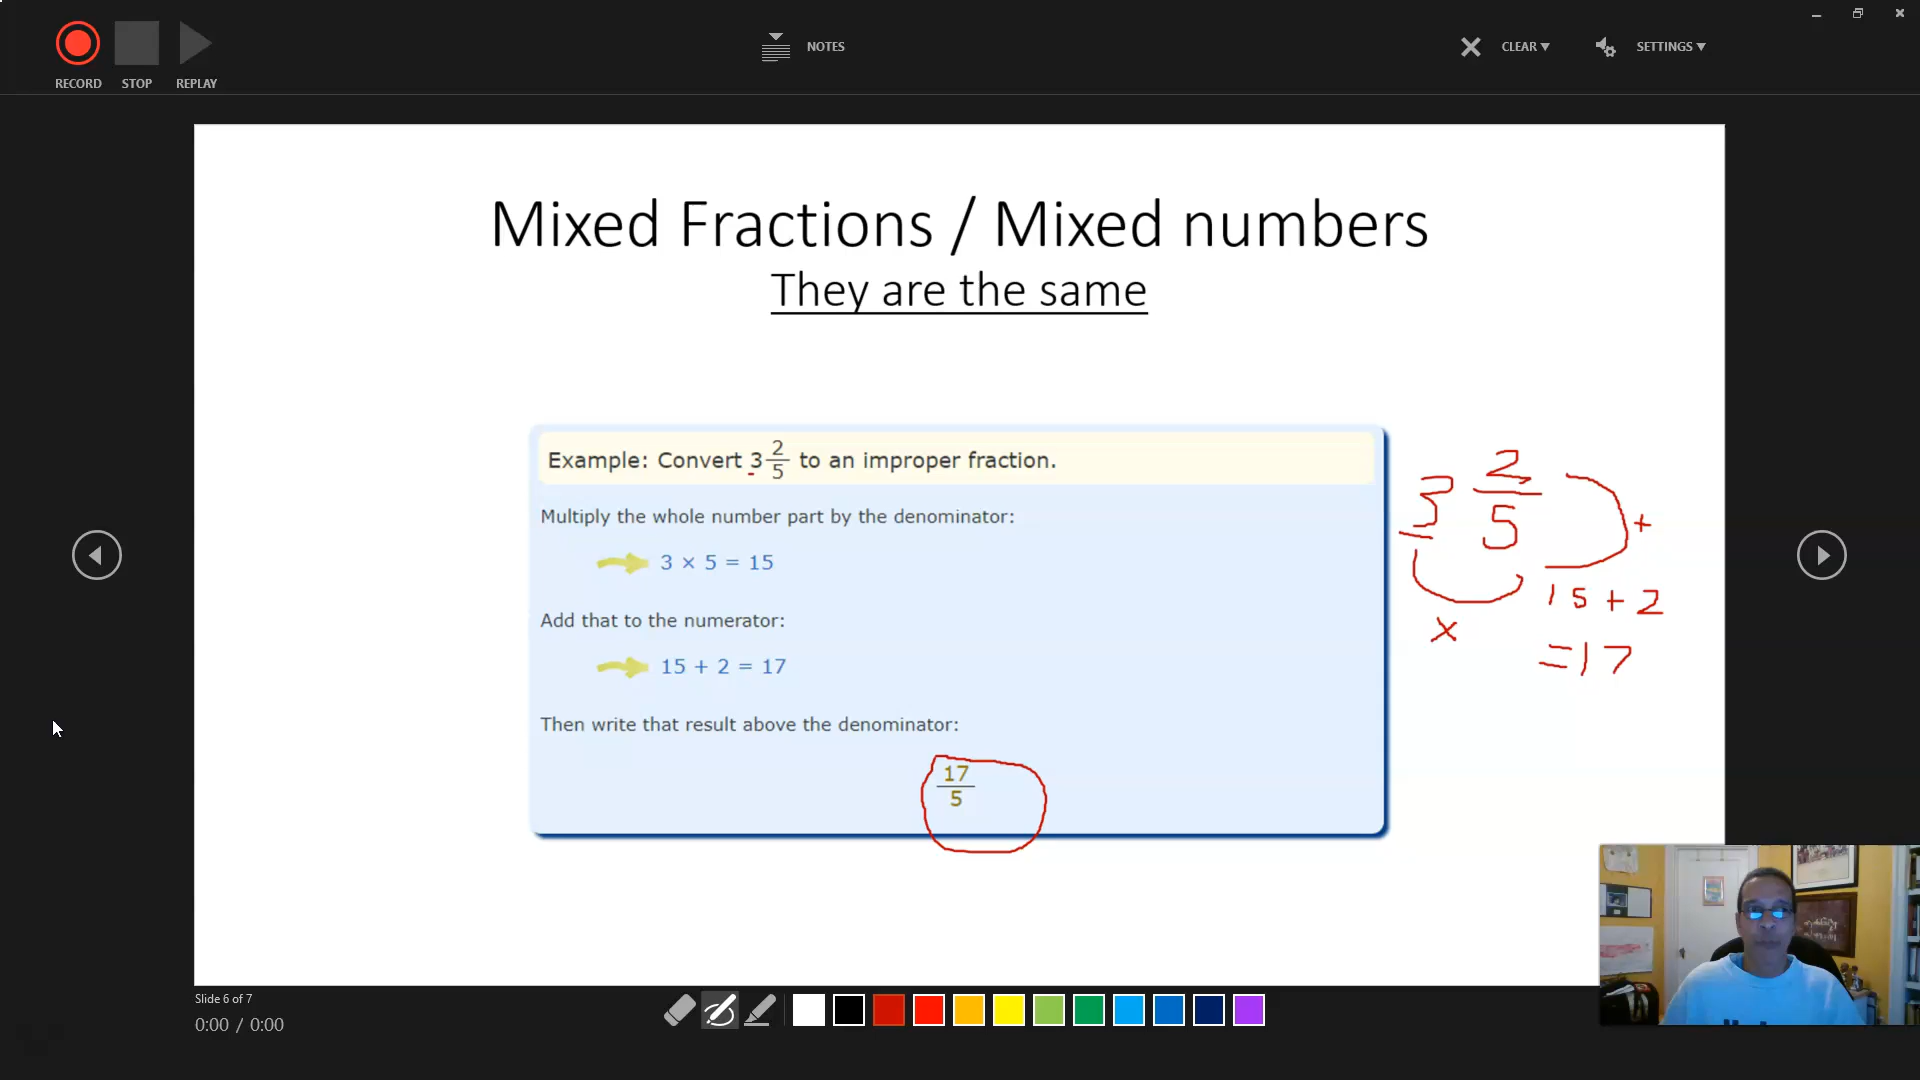 RECORD STOP REPLAY
NOTES
CLEAR ▼
SETTINGS ▼
Mixed Fractions / Mixed numbers
They are the same
Example: Convert 3 2/5 to an improper fraction.
Multiply the whole number part by the denominator:
3 × 5 = 15
Add that to the numerator:
15 + 2 = 17
Then write that result above the denominator:
17/5
3 2/5
+
×
15 + 2
= 17
Slide 6 of 7
0:00 / 0:00